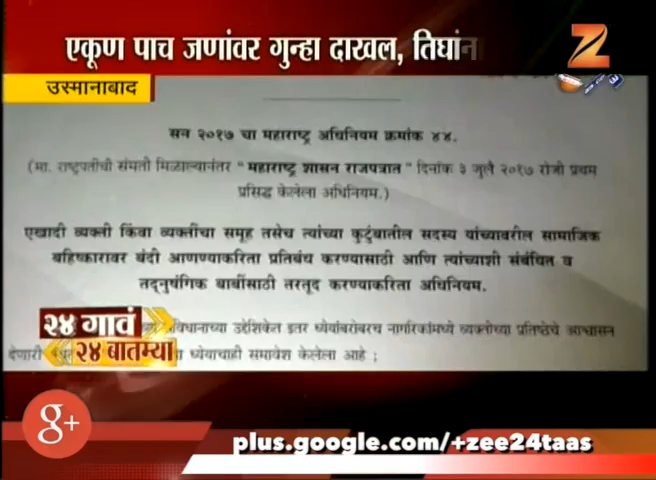 एकूण पाच जणांवर गुन्हा दाखल, तिघांन
उस्मानाबाद
सन २०१७ चा महाराष्ट्र अधिनियम क्रमांक ४४.
(मा. राष्ट्रपतींची संमती मिळाल्यानंतर " महाराष्ट्र शासन राजपत्रात " दिनांक ३ जुलै २०१७ रोजी प्रथम
प्रसिद्ध केलेला अधिनियम.)
एखादी व्यक्ती किंवा व्यक्तींचा समूह तसेच त्यांच्या कुटुंबातील सदस्य यांच्यावरील सामाजिक
बहिष्कारावर बंदी आणण्याकरिता प्रतिबंध करण्यासाठी आणि त्यांच्याशी संबंधित व
तद्नुषंगिक बाबींसाठी तरतूद करण्याकरिता अधिनियम.
उद्देशिकेत इतर ध्येयांबरोबरच नागरिकांमध्ये व्यक्तीच्या प्रतिष्ठेचे आश्वासन
देणारी ध्येयाचाही समावेश केलेला आहे ;
२४ गावं
२४ बातम्या
g+
plus.google.com/+zee24taas